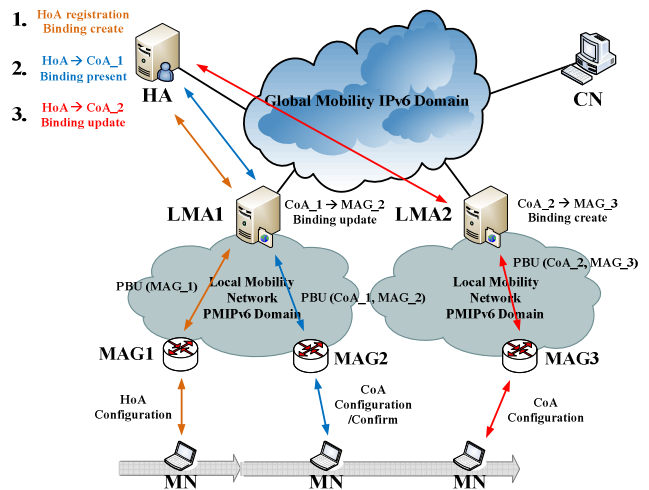 1. HoA registration
Binding create
2. HoA → CoA_1
Binding present
3. HoA → CoA_2
Binding update
HA
Global Mobility IPv6 Domain
CN
LMA1
CoA_1 → MAG_2
Binding update
LMA2
CoA_2 → MAG_3
Binding create
PBU (MAG_1)
Local Mobility
Network
PMIPv6 Domain
PBU (CoA_1, MAG_2)
PBU (CoA_2, MAG_3)
Local Mobility
Network
PMIPv6 Domain
MAG1
MAG2
MAG3
HoA
Configuration
CoA
Configuration
/Confirm
CoA
Configuration
MN
MN
MN